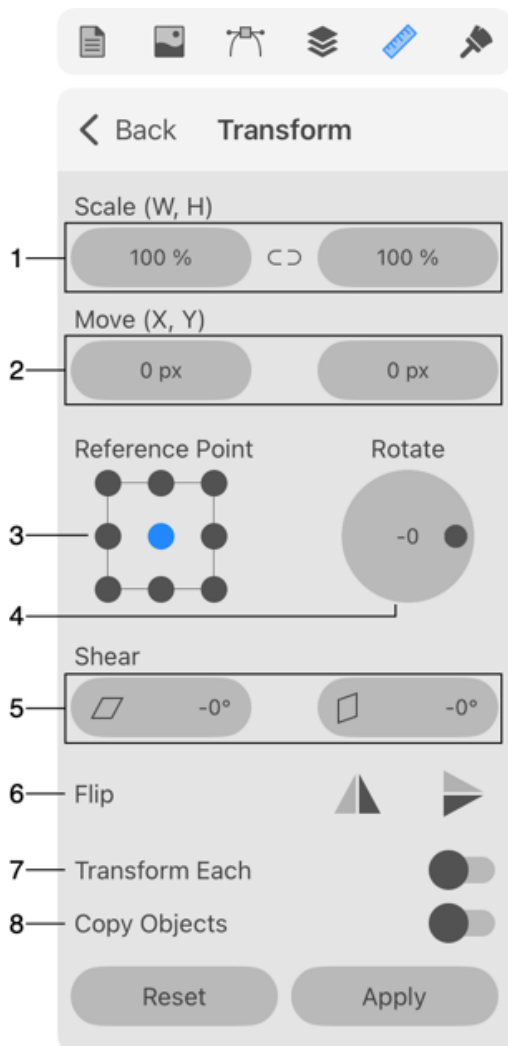 Back Transform
Scale (W, H)
1 100 % 100 %
Move (X, Y)
2 0 px 0 px
Reference Point Rotate
3 -0
4
Shear
5 -0° -0°
6 Flip
7 Transform Each
8 Copy Objects
Reset Apply